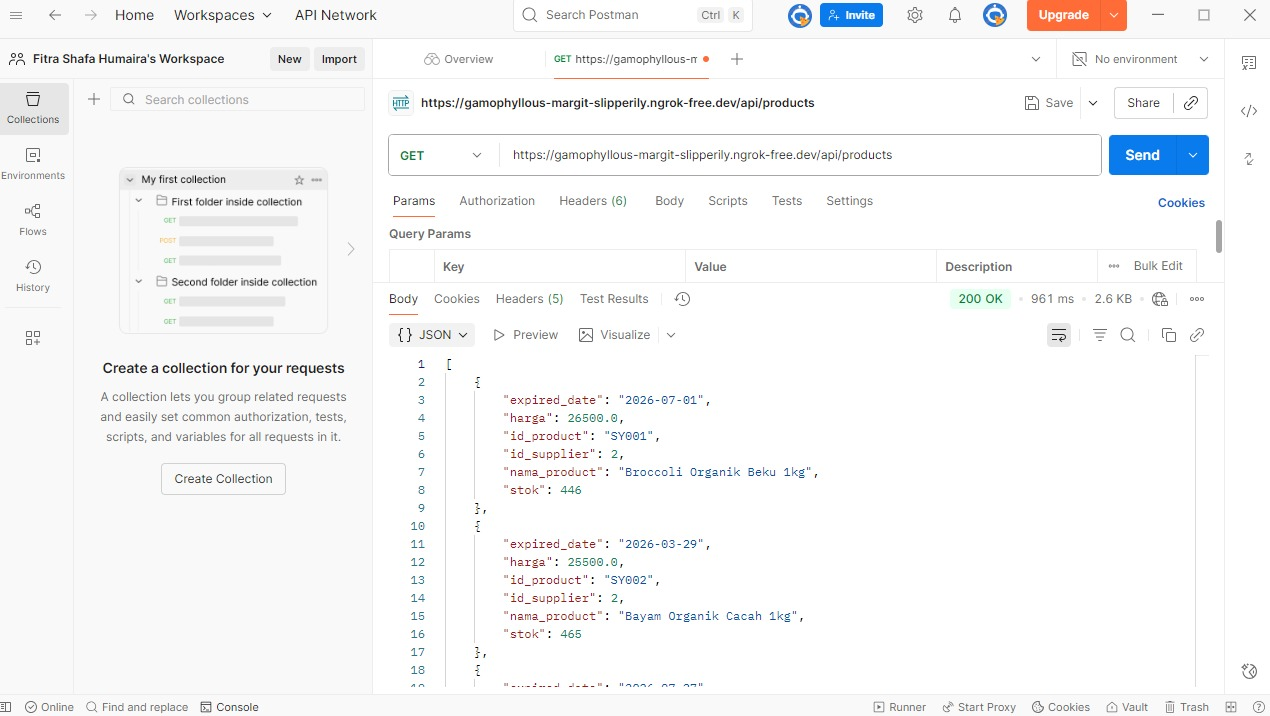 Home Workspaces API Network Search Postman Ctrl K Invite Upgrade
Fitra Shafa Humaira's Workspace New Import
Overview GET https://gamophyllous-m No environment
Collections
Environments
Flows
History
Search collections
My first collection
First folder inside collection
GET
POST
GET
Second folder inside collection
GET
GET
Create a collection for your requests
A collection lets you group related requests
and easily set common authorization, tests,
scripts, and variables for all requests in it.
Create Collection
HTTP https://gamophyllous-margit-slipperily.ngrok-free.dev/api/products Save Share
GET https://gamophyllous-margit-slipperily.ngrok-free.dev/api/products Send
Params Authorization Headers (6) Body Scripts Tests Settings Cookies
Query Params
Key Value Description Bulk Edit
Body Cookies Headers (5) Test Results 200 OK • 961 ms • 2.6 KB •
{} JSON Preview Visualize
1 [
2 {
3 "expired_date": "2026-07-01",
4 "harga": 26500.0,
5 "id_product": "SY001",
6 "id_supplier": 2,
7 "nama_product": "Broccoli Organik Beku 1kg",
8 "stok": 446
9 },
10 {
11 "expired_date": "2026-03-29",
12 "harga": 25500.0,
13 "id_product": "SY002",
14 "id_supplier": 2,
15 "nama_product": "Bayam Organik Cacah 1kg",
16 "stok": 465
17 },
18 {
Online Find and replace Console Runner Start Proxy Cookies Vault Trash